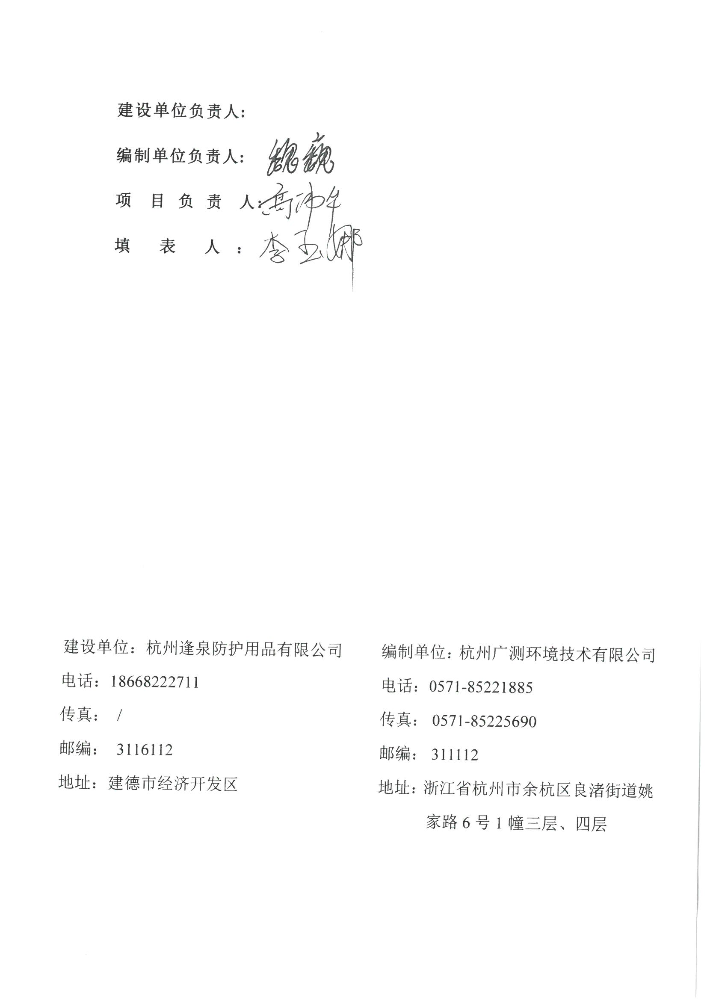 建设单位负责人:
编制单位负责人: 魏巍
项目负责人: 高
填表人: 李玉娜
建设单位: 杭州逢泉防护用品有限公司
电话: 18668222711
传真: /
邮编: 3116112
地址: 建德市经济开发区
编制单位: 杭州广测环境技术有限公司
电话: 0571-85221885
传真: 0571-85225690
邮编: 311112
地址: 浙江省杭州市余杭区良渚街道姚
家路 6 号 1 幢三层、四层